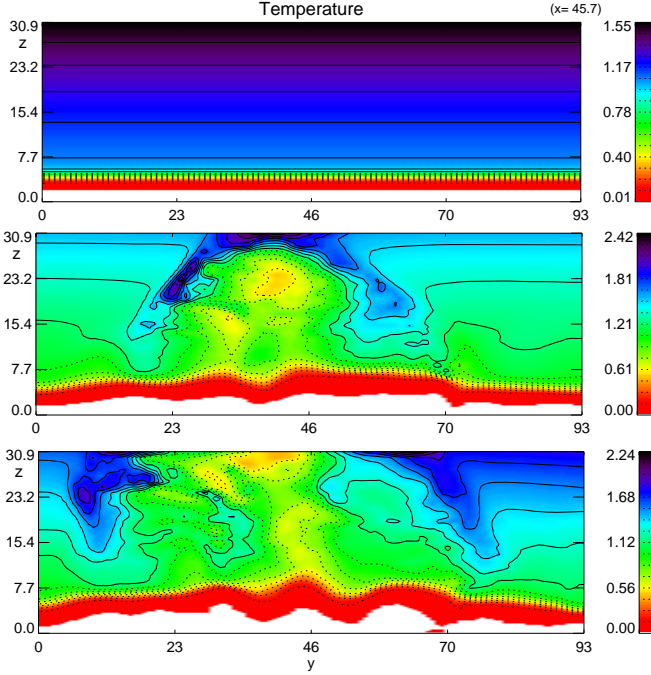 Temperature (x= 45.7)
30.9 1.55
z
23.2 1.17
15.4 0.78
7.7 0.40
0.0 0.01
0 23 46 70 93
30.9 2.42
z
23.2 1.81
15.4 1.21
7.7 0.61
0.0 0.00
0 23 46 70 93
30.9 2.24
z
23.2 1.68
15.4 1.12
7.7 0.56
0.0 0.00
0 23 46 70 93
y